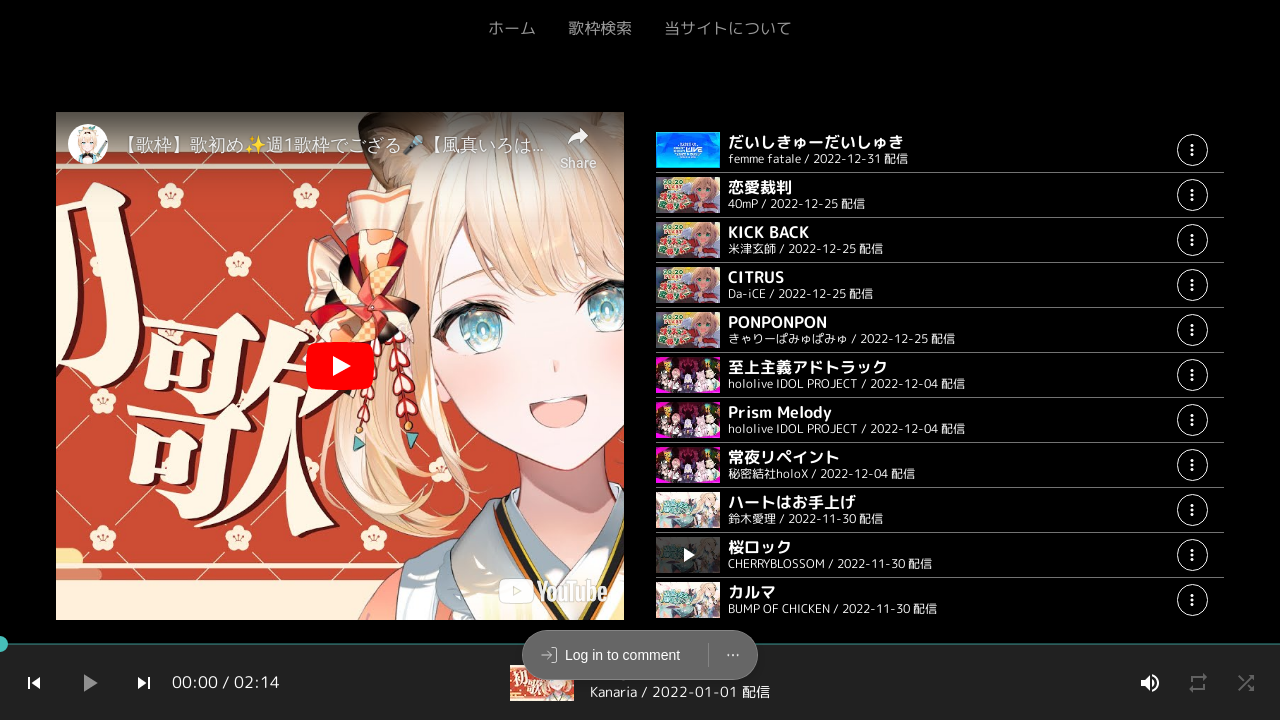 ホーム
歌枠検索
当サイトについて
【歌枠】歌初め✨週1歌枠でござる🎤【風真いろは...
Share
初歌
YouTube
だいしきゅーだいしゅき
femme fatale / 2022-12-31 配信
恋愛裁判
40mP / 2022-12-25 配信
KICK BACK
米津玄師 / 2022-12-25 配信
CITRUS
Da-iCE / 2022-12-25 配信
PONPONPON
きゃりーぱみゅぱみゅ / 2022-12-25 配信
至上主義アドトラック
hololive IDOL PROJECT / 2022-12-04 配信
Prism Melody
hololive IDOL PROJECT / 2022-12-04 配信
常夜リペイント
秘密結社holoX / 2022-12-04 配信
ハートはお手上げ
鈴木愛理 / 2022-11-30 配信
桜ロック
CHERRYBLOSSOM / 2022-11-30 配信
カルマ
BUMP OF CHICKEN / 2022-11-30 配信
00:00 / 02:14
Log in to comment
Kanaria / 2022-01-01 配信